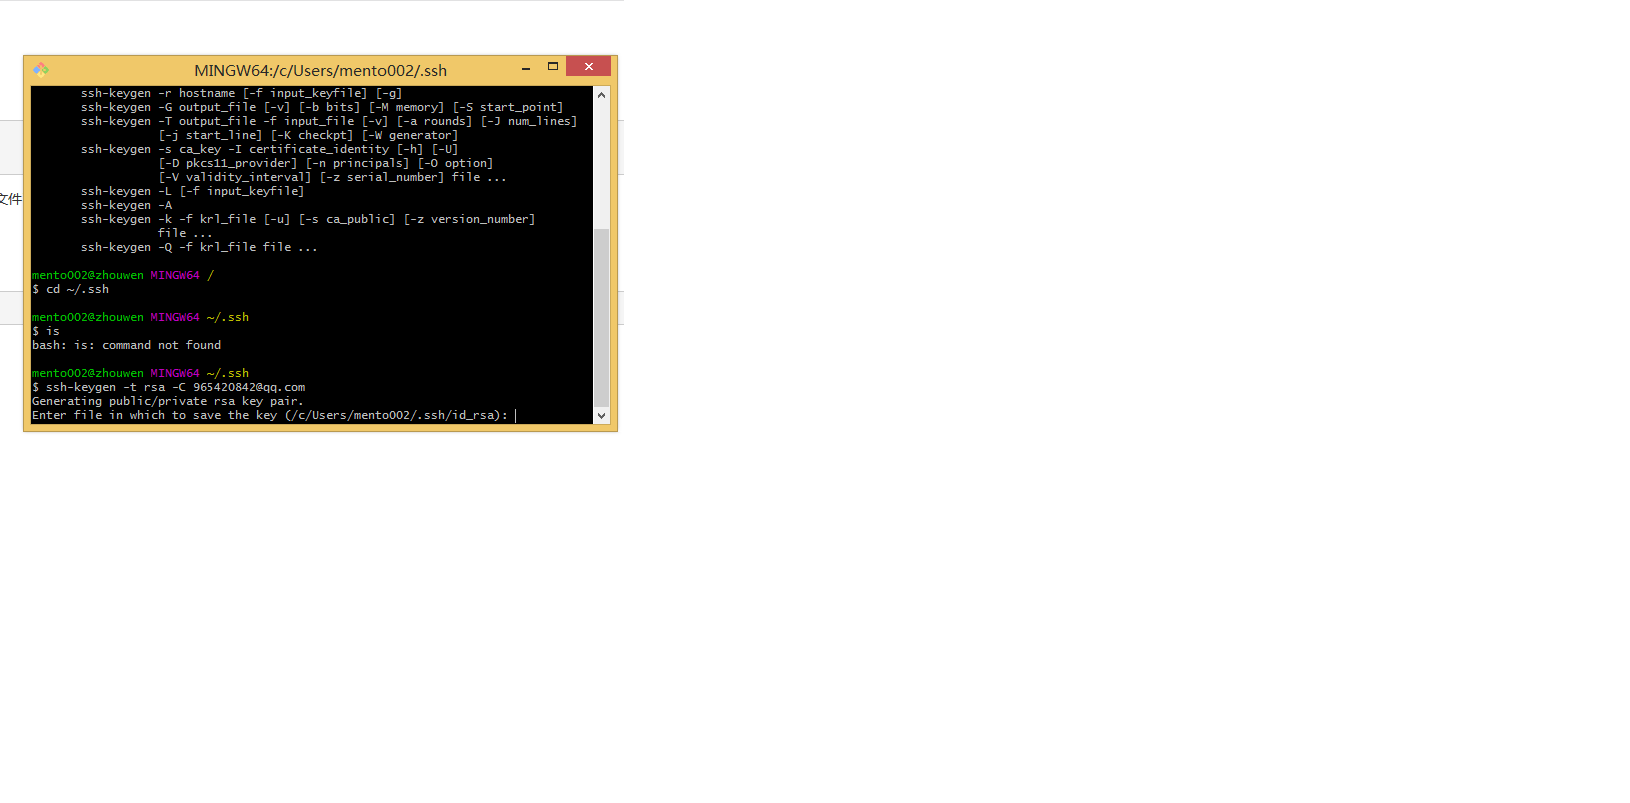 MINGW64:/c/Users/mento002/.ssh
ssh-keygen -r hostname [-f input_keyfile] [-g]
ssh-keygen -G output_file [-v] [-b bits] [-M memory] [-S start_point]
ssh-keygen -T output_file -f input_file [-v] [-a rounds] [-J num_lines]
[-j start_line] [-K checkpt] [-W generator]
ssh-keygen -s ca_key -I certificate_identity [-h] [-U]
[-D pkcs11_provider] [-n principals] [-O option]
[-V validity_interval] [-z serial_number] file ...
ssh-keygen -L [-f input_keyfile]
ssh-keygen -A
ssh-keygen -k -f krl_file [-u] [-s ca_public] [-z version_number]
file ...
ssh-keygen -Q -f krl_file file ...
mento002@zhouwen MINGW64 /
$ cd ~/.ssh
mento002@zhouwen MINGW64 ~/.ssh
$ is
bash: is: command not found
mento002@zhouwen MINGW64 ~/.ssh
$ ssh-keygen -t rsa -C 965420842@qq.com
Generating public/private rsa key pair.
Enter file in which to save the key (/c/Users/mento002/.ssh/id_rsa):
文件